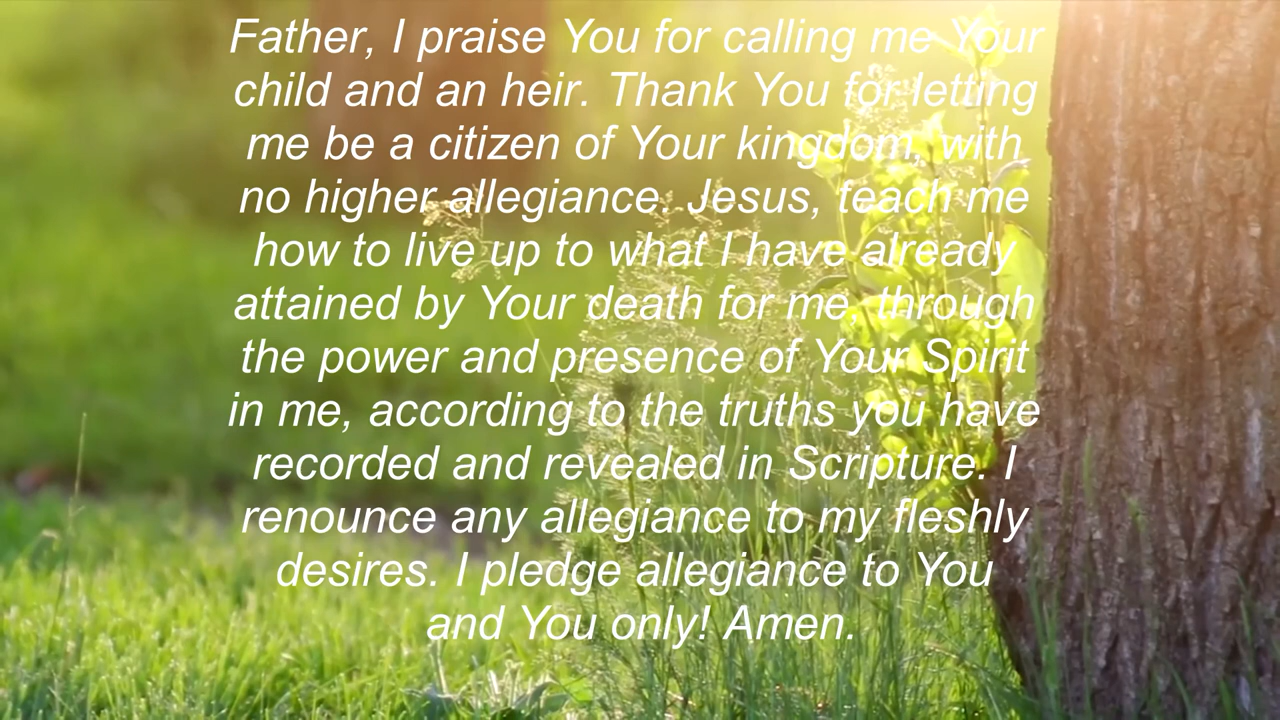 Father, I praise You for calling me Your
child and an heir. Thank You for letting
me be a citizen of Your kingdom, with
no higher allegiance. Jesus, teach me
how to live up to what I have already
attained by Your death for me, through
the power and presence of Your Spirit
in me, according to the truths you have
recorded and revealed in Scripture. I
renounce any allegiance to my fleshly
desires. I pledge allegiance to You
and You only! Amen.